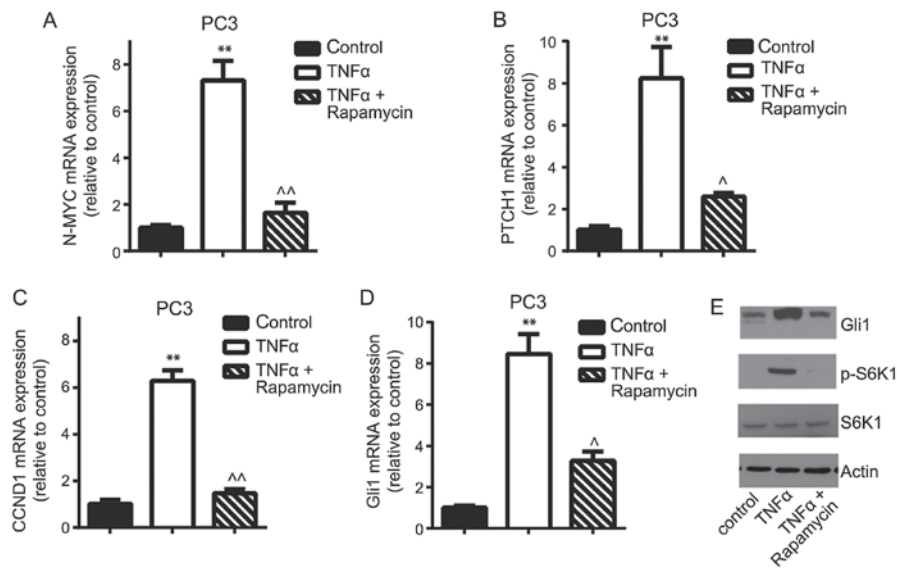 A
PC3
N-MYC mRNA expression
(relative to control)
8
6
4
2
0
**
^^
Control
TNFα
TNFα +
Rapamycin
B
PC3
PTCH1 mRNA expression
(relative to control)
10
8
6
4
2
0
**
^
Control
TNFα
TNFα +
Rapamycin
C
PC3
CCND1 mRNA expression
(relative to control)
8
6
4
2
0
**
^^
Control
TNFα
TNFα +
Rapamycin
D
PC3
Gli1 mRNA expression
(relative to control)
10
8
6
4
2
0
**
^
Control
TNFα
TNFα +
Rapamycin
E
Gli1
p-S6K1
S6K1
Actin
control
TNFα
TNFα +
Rapamycin